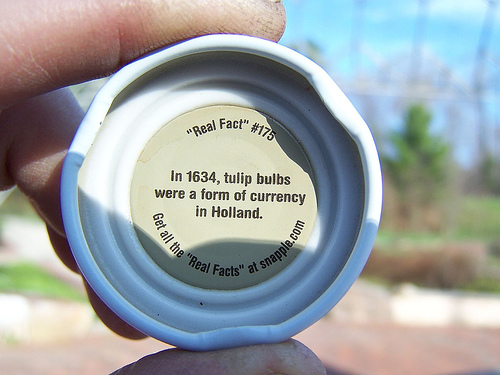 "Real Fact" #175
In 1634, tulip bulbs
were a form of currency
in Holland.
Get all the "Real Facts" at snapple.com